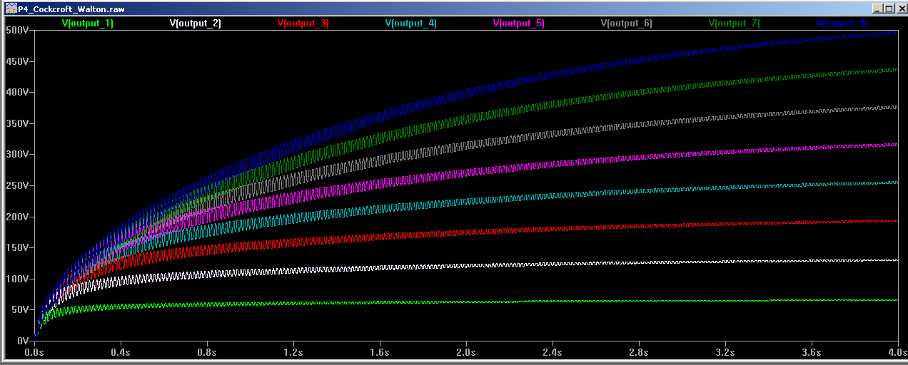 P4_Cockcroft_Walton.raw
V(output_1) V(output_2) V(output_3) V(output_4) V(output_5) V(output_6) V(output_7) V(output_8)
500V
450V
400V
350V
300V
250V
200V
150V
100V
50V
0V
0.0s 0.4s 0.8s 1.2s 1.6s 2.0s 2.4s 2.8s 3.2s 3.6s 4.0s